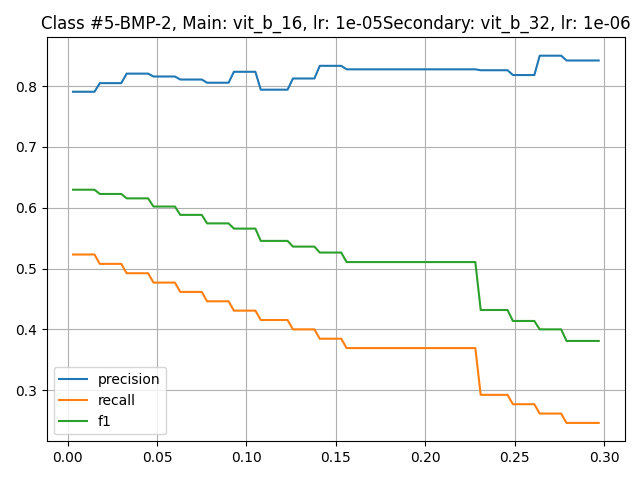 Class #5-BMP-2, Main: vit_b_16, lr: 1e-05Secondary: vit_b_32, lr: 1e-06
0.8
0.7
0.6
0.5
0.4
0.3
precision
recall
f1
0.00 0.05 0.10 0.15 0.20 0.25 0.30